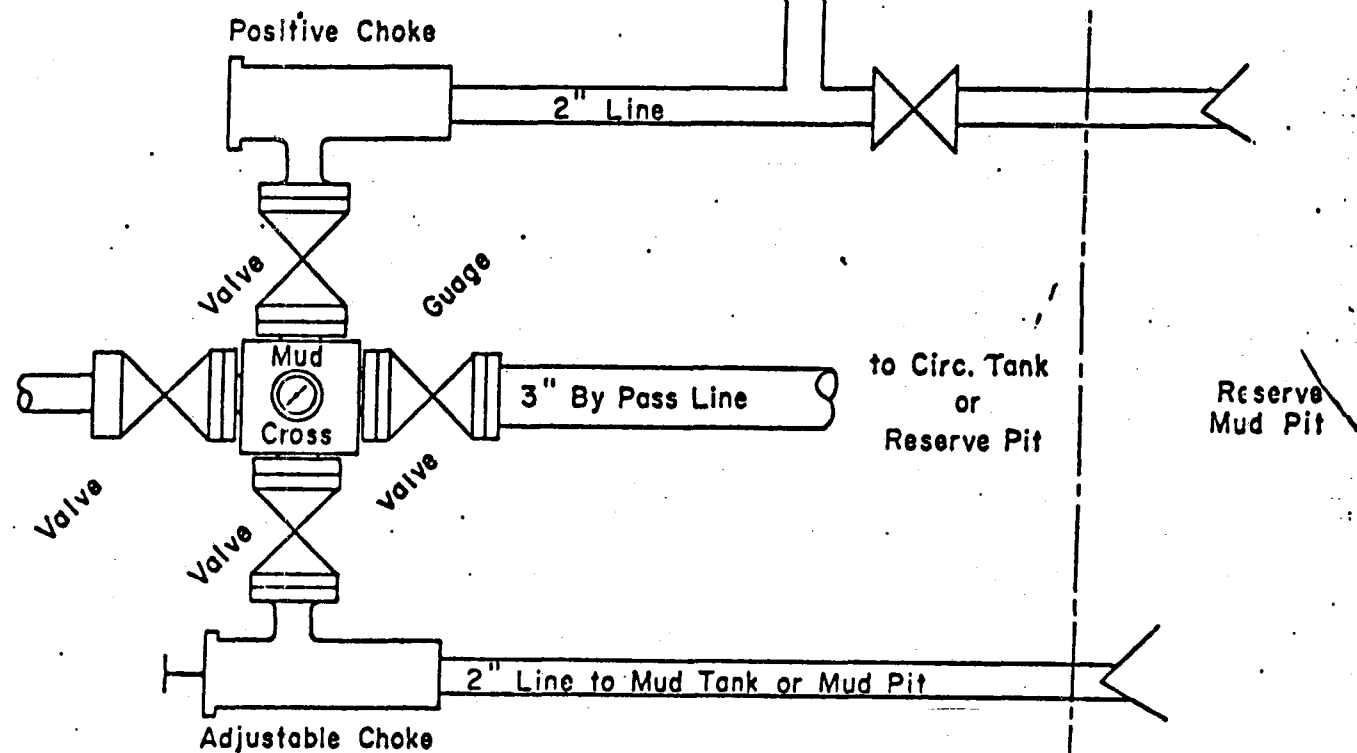 Positive Choke
2" Line
Valve
Guage
Mud
Cross
3" By Pass Line
to Circ. Tank
or
Reserve Pit
Reserve
Mud Pit
Valve
Valve
Valve
2" Line to Mud Tank or Mud Pit
Adjustable Choke